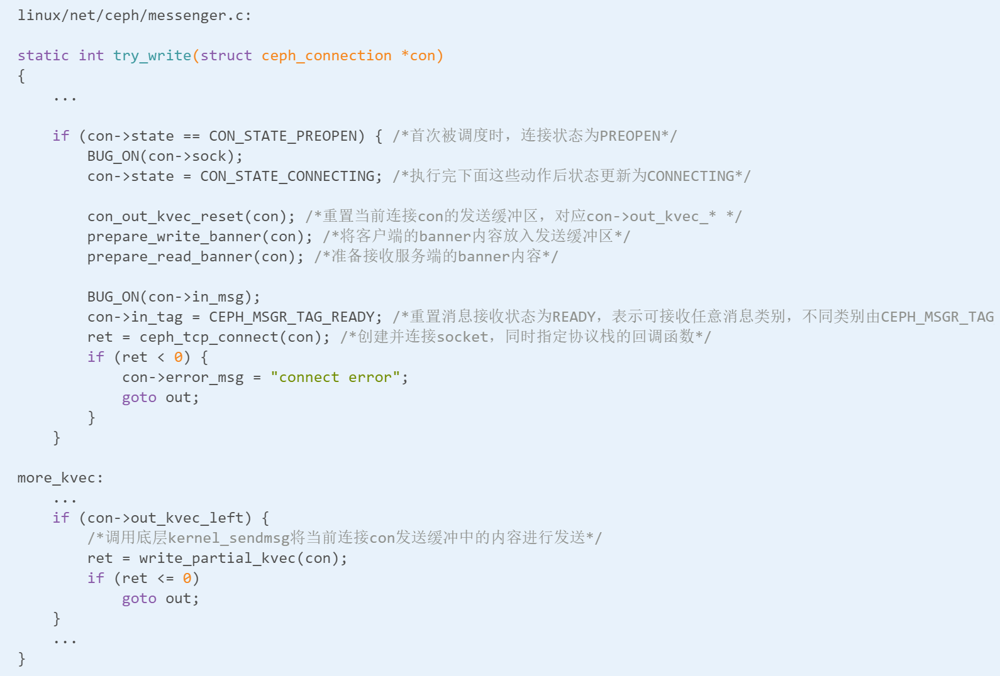 linux/net/ceph/messenger.c:
static int try_write(struct ceph_connection *con)
{
    ...
    if (con->state == CON_STATE_PREOPEN) { /*首次被调度时，连接状态为PREOPEN*/
        BUG_ON(con->sock);
        con->state = CON_STATE_CONNECTING; /*执行完下面这些动作后状态更新为CONNECTING*/
        con_out_kvec_reset(con); /*重置当前连接con的发送缓冲区，对应con->out_kvec_* */
        prepare_write_banner(con); /*将客户端的banner内容放入发送缓冲区*/
        prepare_read_banner(con); /*准备接收服务端的banner内容*/
        BUG_ON(con->in_msg);
        con->in_tag = CEPH_MSGR_TAG_READY; /*重置消息接收状态为READY，表示可接收任意消息类别，不同类别由CEPH_MSGR_TAG
        ret = ceph_tcp_connect(con); /*创建并连接socket，同时指定协议栈的回调函数*/
        if (ret < 0) {
            con->error_msg = "connect error";
            goto out;
        }
    }
more_kvec:
    ...
    if (con->out_kvec_left) {
        /*调用底层kernel_sendmsg将当前连接con发送缓冲中的内容进行发送*/
        ret = write_partial_kvec(con);
        if (ret <= 0)
            goto out;
    }
    ...
}